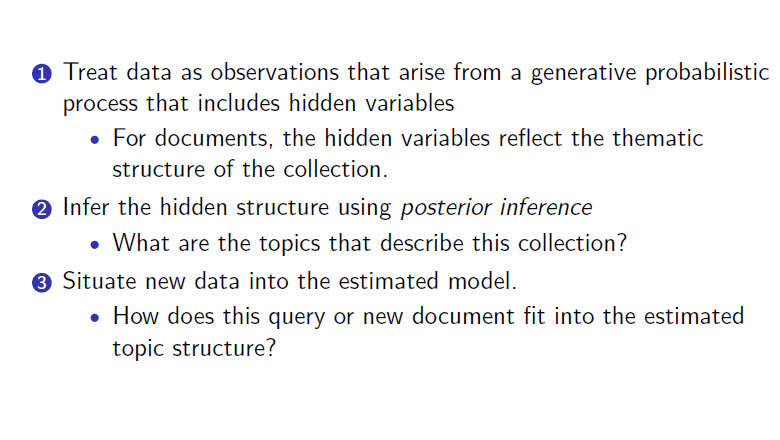 1 Treat data as observations that arise from a generative probabilistic
process that includes hidden variables
• For documents, the hidden variables reflect the thematic
structure of the collection.
2 Infer the hidden structure using posterior inference
• What are the topics that describe this collection?
3 Situate new data into the estimated model.
• How does this query or new document fit into the estimated
topic structure?